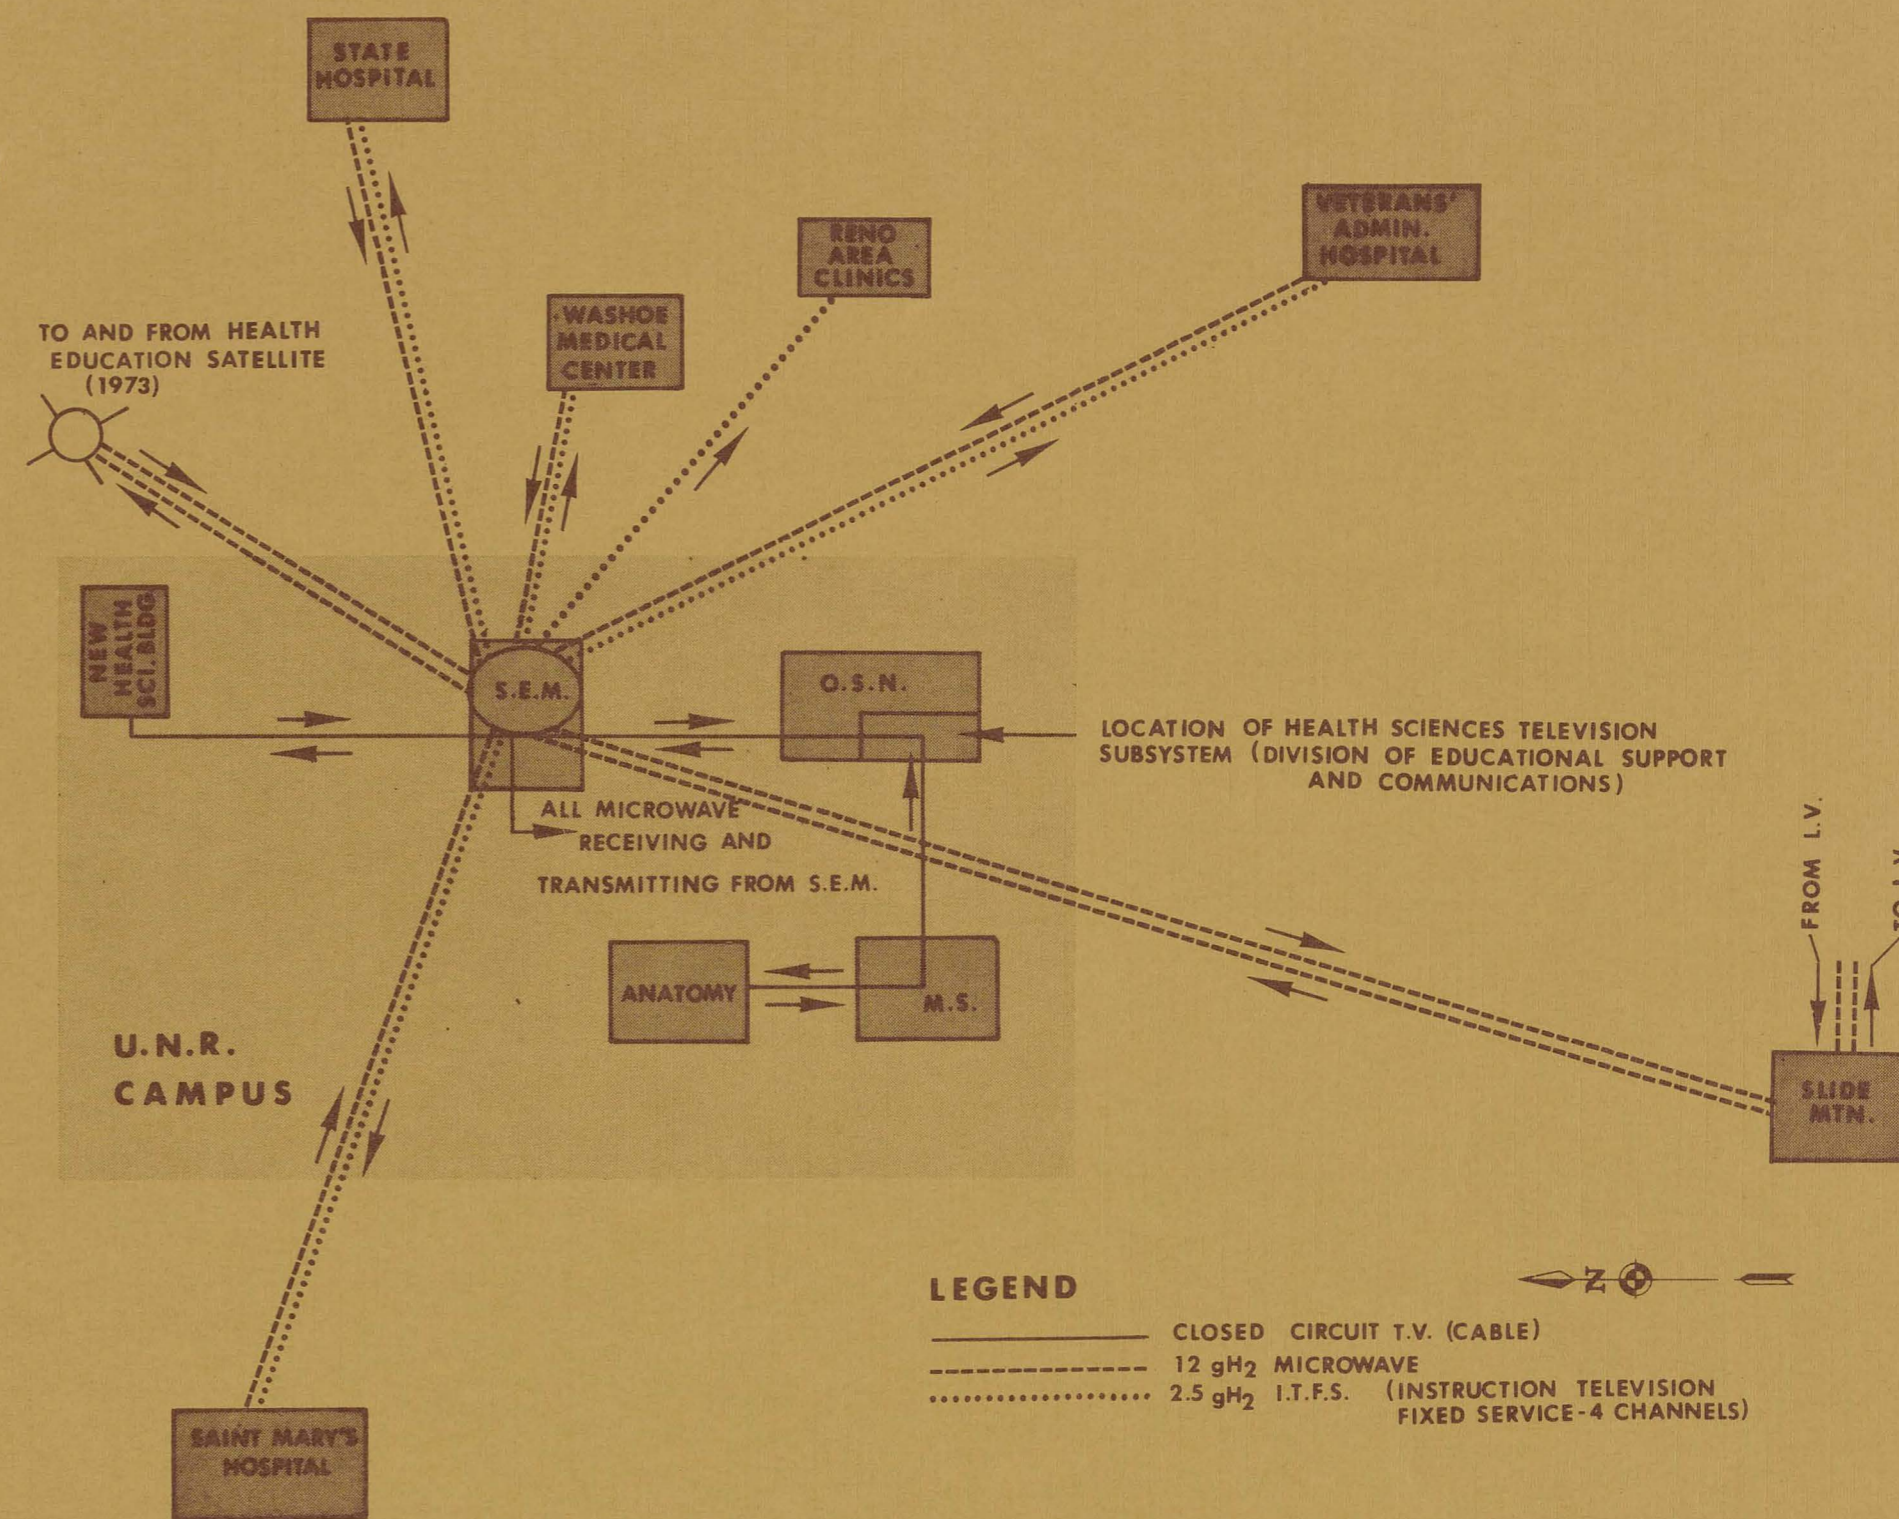 STATE
HOSPITAL
VETERANS'
ADMIN.
HOSPITAL
RENO
AREA
CLINICS
WASHOE
MEDICAL
CENTER
TO AND FROM HEALTH
EDUCATION SATELLITE
(1973)
NEW
HEALTH
SCI. BLDG
S.E.M.
O.S.N.
LOCATION OF HEALTH SCIENCES TELEVISION
SUBSYSTEM (DIVISION OF EDUCATIONAL SUPPORT
AND COMMUNICATIONS)
ALL MICROWAVE
RECEIVING AND
TRANSMITTING FROM S.E.M.
FROM L.V.
ANATOMY
M.S.
U.N.R.
CAMPUS
SLIDE
MTN.
LEGEND
Z
CLOSED CIRCUIT T.V. (CABLE)
12 gH2 MICROWAVE
2.5 gH2 I.T.F.S. (INSTRUCTION TELEVISION
FIXED SERVICE-4 CHANNELS)
SAINT MARY'S
HOSPITAL